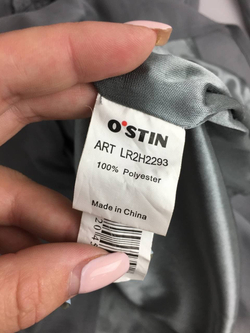 O'STIN
ART LR2H2293
100% Polyester
Made in China